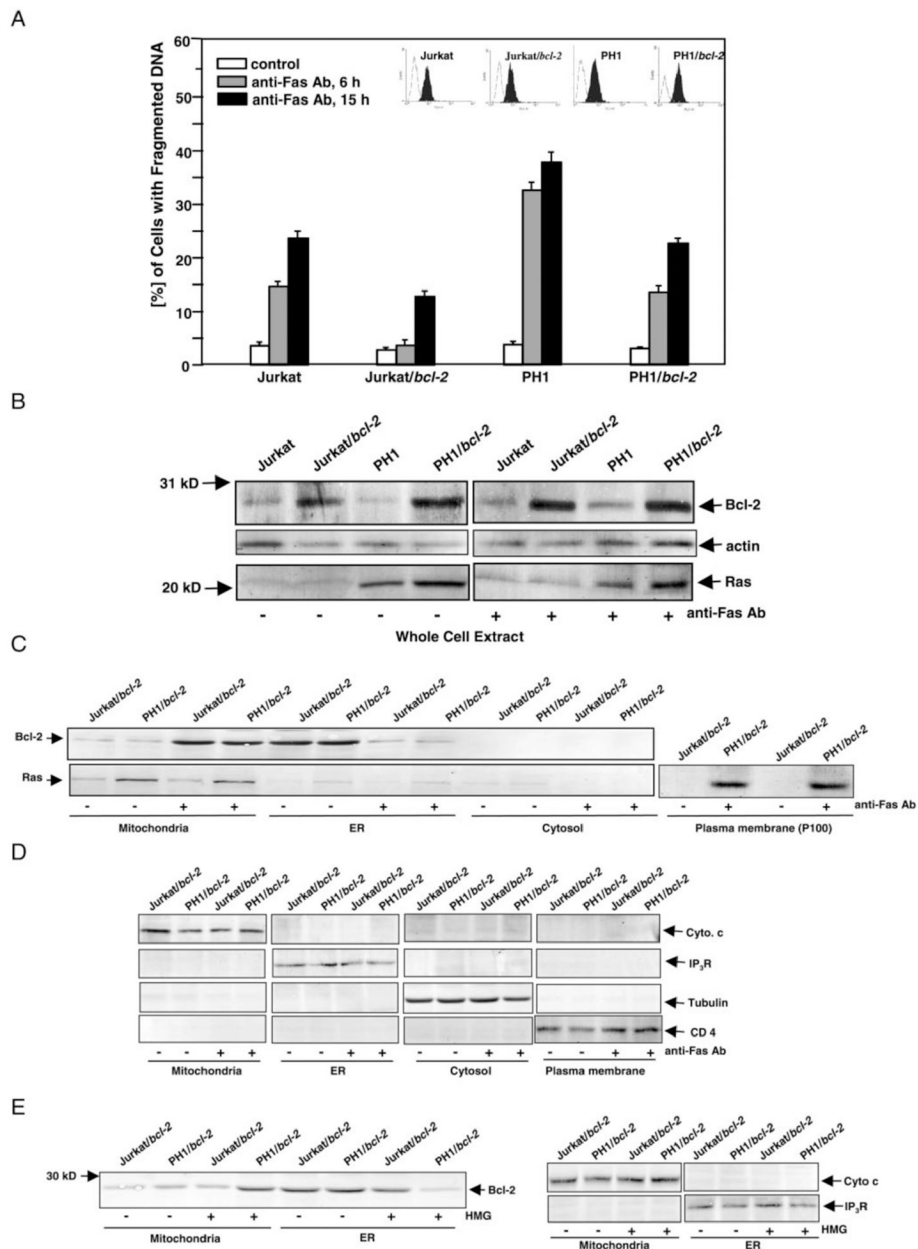 A
60
50
40
30
20
10
0
[%] of Cells with Fragmented DNA
control
anti-Fas Ab, 6 h
anti-Fas Ab, 15 h
Jurkat
Jurkat/bcl-2
PH1
PH1/bcl-2
Jurkat
Jurkat/bcl-2
PH1
PH1/bcl-2
B
Jurkat
Jurkat/bcl-2
PH1
PH1/bcl-2
Jurkat
Jurkat/bcl-2
PH1
PH1/bcl-2
31 kD
Bcl-2
actin
20 kD
Ras
- - - - + + + + anti-Fas Ab
Whole Cell Extract
C
Jurkat/bcl-2
PH1/bcl-2
Jurkat/bcl-2
PH1/bcl-2
Jurkat/bcl-2
PH1/bcl-2
Jurkat/bcl-2
PH1/bcl-2
Jurkat/bcl-2
PH1/bcl-2
Jurkat/bcl-2
PH1/bcl-2
Jurkat/bcl-2
PH1/bcl-2
Jurkat/bcl-2
PH1/bcl-2
Bcl-2
Ras
- - + + - - + + - - + + - + - + anti-Fas Ab
Mitochondria ER Cytosol Plasma membrane (P100)
D
Jurkat/bcl-2
PH1/bcl-2
Jurkat/bcl-2
PH1/bcl-2
Jurkat/bcl-2
PH1/bcl-2
Jurkat/bcl-2
PH1/bcl-2
Jurkat/bcl-2
PH1/bcl-2
Jurkat/bcl-2
PH1/bcl-2
Jurkat/bcl-2
PH1/bcl-2
Jurkat/bcl-2
PH1/bcl-2
Cyto. c
IP3R
Tubulin
CD 4
- - + + - - + + - - + + - - + + anti-Fas Ab
Mitochondria ER Cytosol Plasma membrane
E
Jurkat/bcl-2
PH1/bcl-2
Jurkat/bcl-2
PH1/bcl-2
Jurkat/bcl-2
PH1/bcl-2
Jurkat/bcl-2
PH1/bcl-2
30 kD
Bcl-2
- - + + - - + + HMG
Mitochondria ER
Jurkat/bcl-2
PH1/bcl-2
Jurkat/bcl-2
PH1/bcl-2
Jurkat/bcl-2
PH1/bcl-2
Jurkat/bcl-2
PH1/bcl-2
Cyto c
IP3R
- - + + - - + + HMG
Mitochondria ER